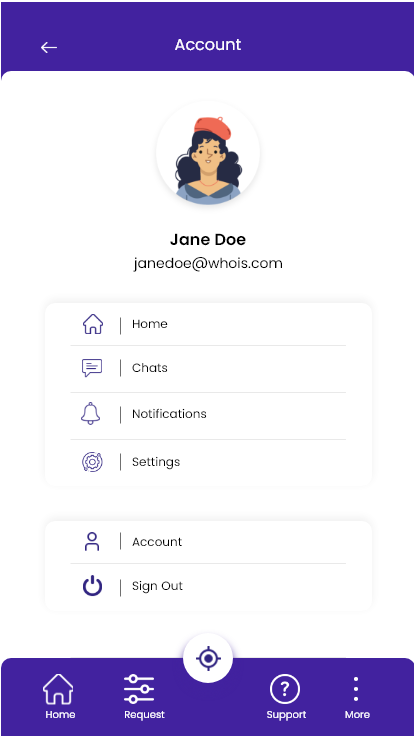 Account
Jane Doe
janedoe@whois.com
Home
Chats
Notifications
Settings
Account
Sign Out
Home
Request
Support
More